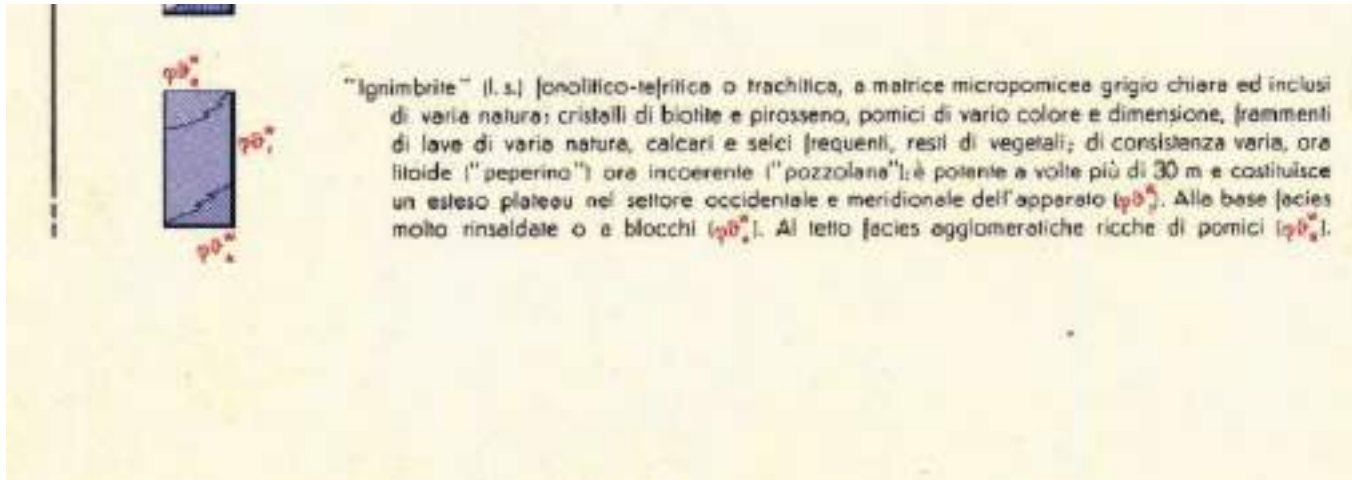 "Ignimbrite" (l. s.) fonolitico-tefritica o trachitica, a matrice micropomicea grigio chiara ed inclusi
di varia natura: cristalli di biotite e pirosseno, pomici di vario colore e dimensione, frammenti
di lave di varia natura, calcari e selci frequenti, resti di vegetali; di consistenza varia, ora
litoide ("peperino") ora incoerente ("pozzolana"); è potente a volte più di 30 m e costituisce
un esteso plateau nel settore occidentale e meridionale dell'apparato. Alla base facies
molto rinsaldate o a blocchi. Al tetto facies agglomeratiche ricche di pomici.